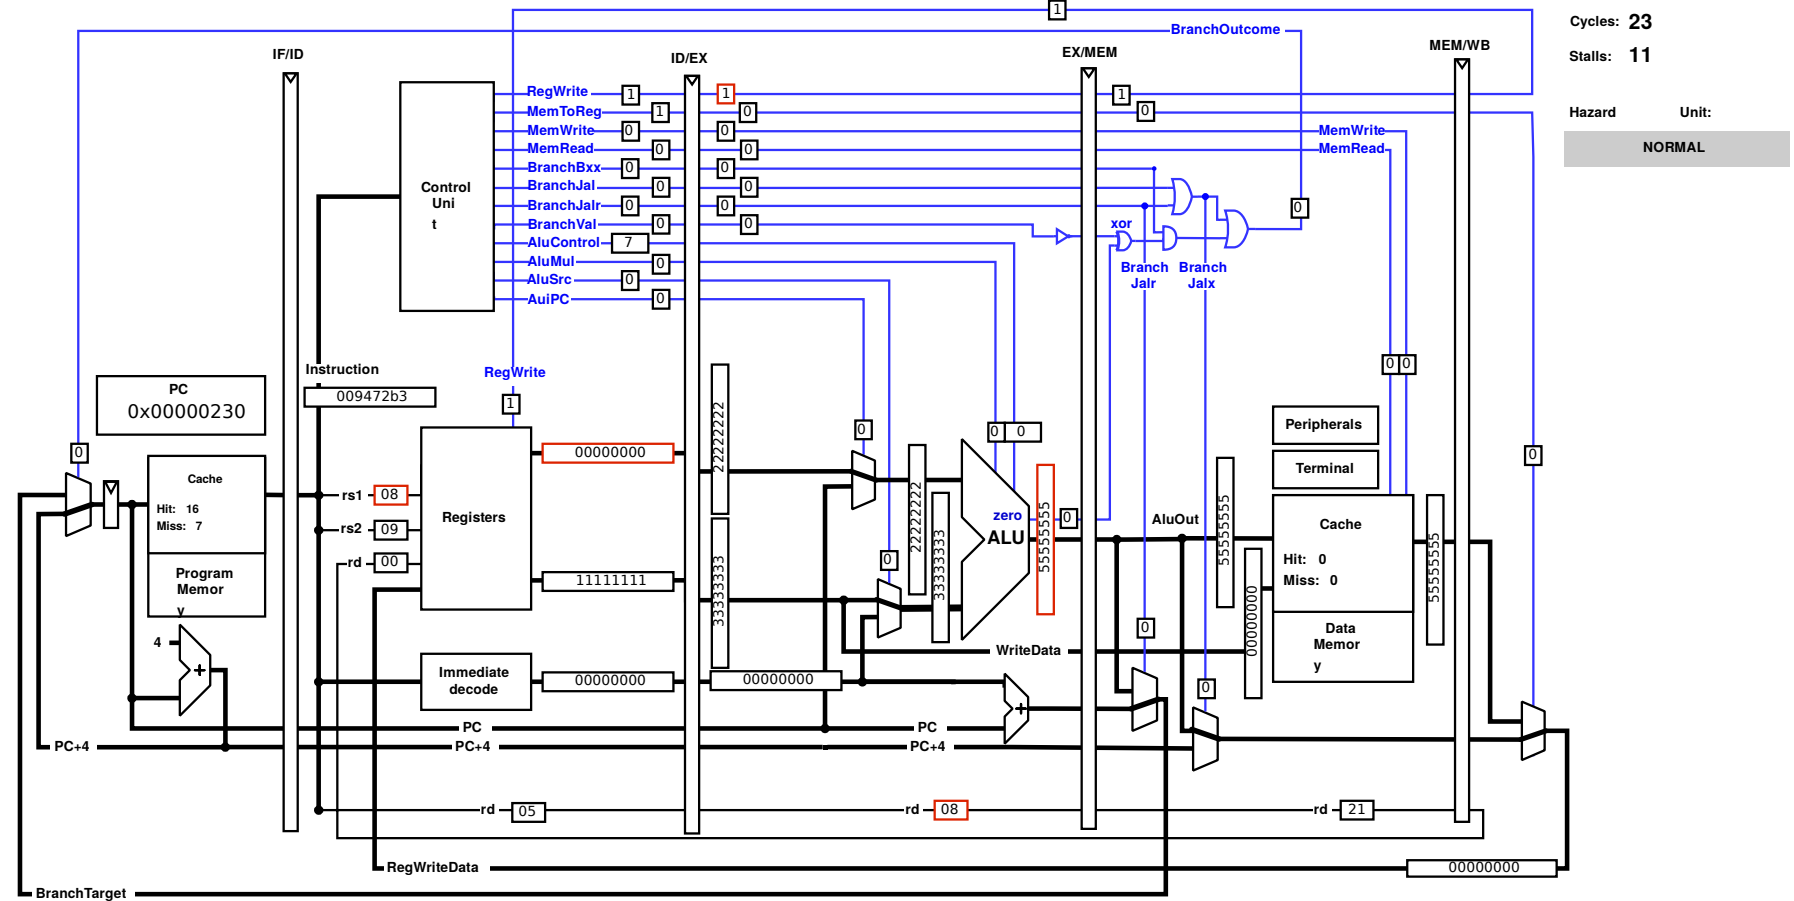 1
BranchOutcome
Cycles: 23
Stalls: 11
IF/ID
ID/EX
EX/MEM
MEM/WB
Hazard Unit:
NORMAL
RegWrite 1 1 1
MemToReg 1 0 0
MemWrite 0 0 MemWrite
MemRead 0 0 MemRead
BranchBxx 0 0
BranchJal 0 0
BranchJalr 0 0 0
BranchVal 0 0 xor
AluControl 7
AluMul 0
AluSrc 0
AuiPC 0
Control
Uni
t
Branch
Jalr
Branch
Jalx
Instruction
009472b3
RegWrite
1
0 0
PC
0x00000230
0
Cache
Hit: 16
Miss: 7
Program
Memor
y
4
+
rs1 08
rs2 09
rd 00
Registers
00000000
11111111
Immediate
decode
00000000
22222222
33333333
00000000
0
0
22222222
33333333
0 0
zero
ALU
55555555
0
AluOut
WriteData
+
0
0
55555555
00000000
Peripherals
Terminal
Cache
Hit: 0
Miss: 0
Data
Memor
y
55555555
0
PC PC
PC+4 PC+4 PC+4
rd 05 rd 08 rd 21
RegWriteData 00000000
BranchTarget